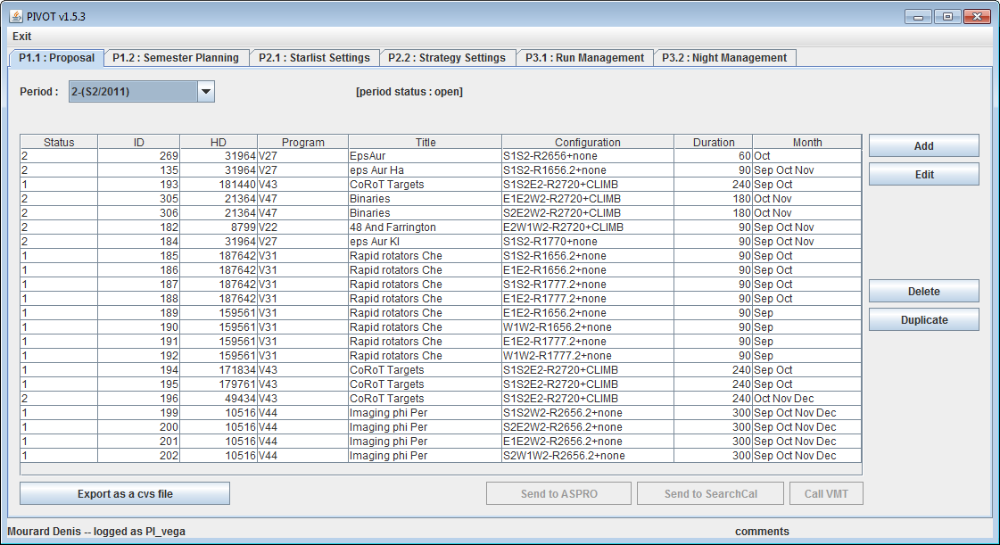 PIVOT v1.5.3
Exit
P1.1 : Proposal P1.2 : Semester Planning P2.1 : Starlist Settings P2.2 : Strategy Settings P3.1 : Run Management P3.2 : Night Management
Period : 2-(S2/2011) [period status : open]
Status ID HD Program Title Configuration Duration Month
2 269 31964 V27 EpsAur S1S2-R2656+none 60 Oct
2 135 31964 V27 eps Aur Ha S1S2-R1656.2+none 90 Sep Oct Nov
1 193 181440 V43 CoRoT Targets S1S2E2-R2720+CLIMB 240 Sep Oct
2 305 21364 V47 Binaries E1E2W2-R2720+CLIMB 180 Oct Nov
2 306 21364 V47 Binaries S2E2W2-R2720+CLIMB 180 Oct Nov
2 182 8799 V22 48 And Farrington E2W1W2-R2720+CLIMB 90 Sep Oct Nov
2 184 31964 V27 eps Aur KI S1S2-R1770+none 90 Sep Oct Nov
1 185 187642 V31 Rapid rotators Che S1S2-R1656.2+none 90 Sep Oct
1 186 187642 V31 Rapid rotators Che E1E2-R1656.2+none 90 Sep Oct
1 187 187642 V31 Rapid rotators Che S1S2-R1777.2+none 90 Sep Oct
1 188 187642 V31 Rapid rotators Che E1E2-R1777.2+none 90 Sep Oct
1 189 159561 V31 Rapid rotators Che E1E2-R1656.2+none 90 Sep
1 190 159561 V31 Rapid rotators Che W1W2-R1656.2+none 90 Sep
1 191 159561 V31 Rapid rotators Che E1E2-R1777.2+none 90 Sep
1 192 159561 V31 Rapid rotators Che W1W2-R1777.2+none 90 Sep
1 194 171834 V43 CoRoT Targets S1S2E2-R2720+CLIMB 240 Sep Oct
1 195 179761 V43 CoRoT Targets S1S2E2-R2720+CLIMB 240 Sep Oct
2 196 49434 V43 CoRoT Targets S1S2E2-R2720+CLIMB 240 Oct Nov Dec
1 199 10516 V44 Imaging phi Per S1S2W2-R2656.2+none 300 Sep Oct Nov Dec
1 200 10516 V44 Imaging phi Per S2E2W2-R2656.2+none 300 Sep Oct Nov Dec
1 201 10516 V44 Imaging phi Per E1E2W2-R2656.2+none 300 Sep Oct Nov Dec
1 202 10516 V44 Imaging phi Per S2W1W2-R2656.2+none 300 Sep Oct Nov Dec
Add
Edit
Delete
Duplicate
Export as a cvs file Send to ASPRO Send to SearchCal Call VMT
Mourard Denis -- logged as PI_vega comments